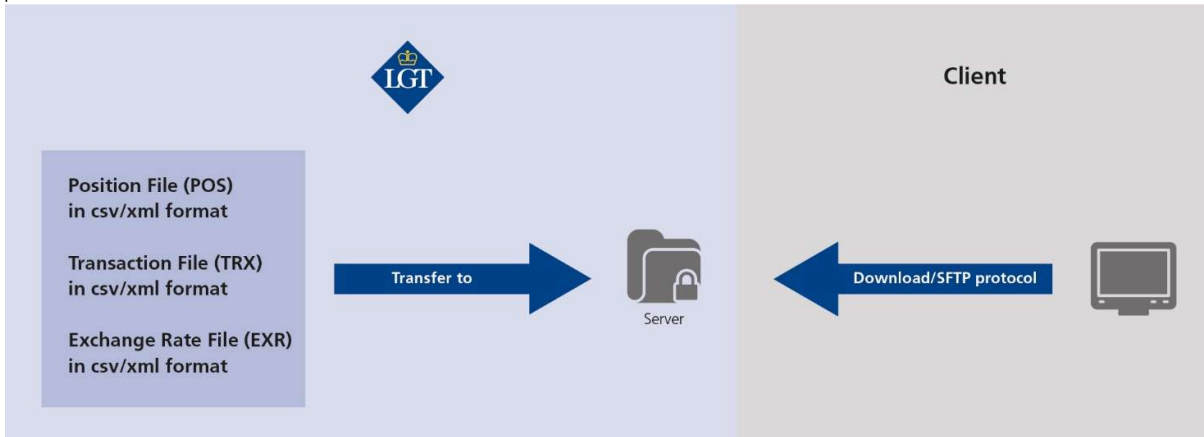 LGT
Client
Position File (POS)
in csv/xml format
Transaction File (TRX)
in csv/xml format
Exchange Rate File (EXR)
in csv/xml format
Transfer to
Server
Download/SFTP protocol